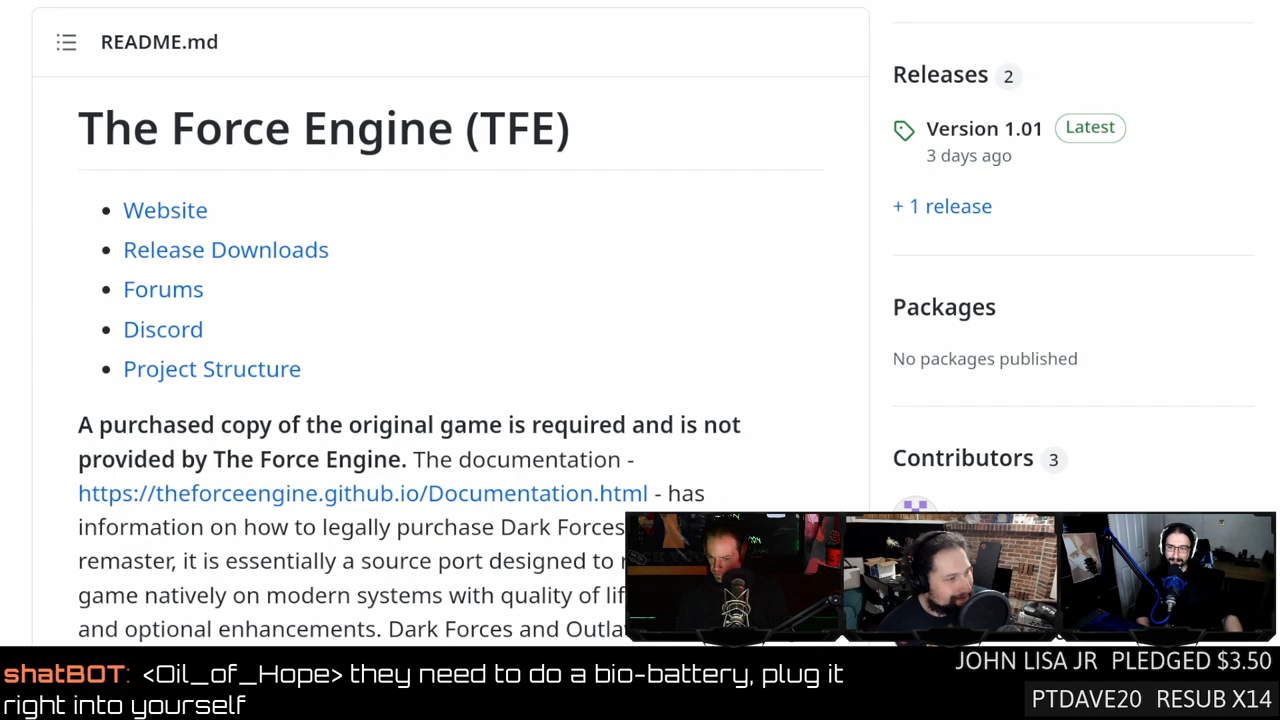 README.md
The Force Engine (TFE)
Website
Release Downloads
Forums
Discord
Project Structure
A purchased copy of the original game is required and is not
provided by The Force Engine. The documentation -
https://theforceengine.github.io/Documentation.html - has
information on how to legally purchase Dark Forces
remaster, it is essentially a source port designed to
game natively on modern systems with quality of
and optional enhancements. Dark Forces and
Releases 2
Version 1.01 Latest
3 days ago
+ 1 release
Packages
No packages published
Contributors 3
shatBOT: <Oil_of_Hope> they need to do a bio-battery, plug it
right into yourself
JOHN LISA JR PLEDGED $3.50
PTDAVE20 RESUB X14